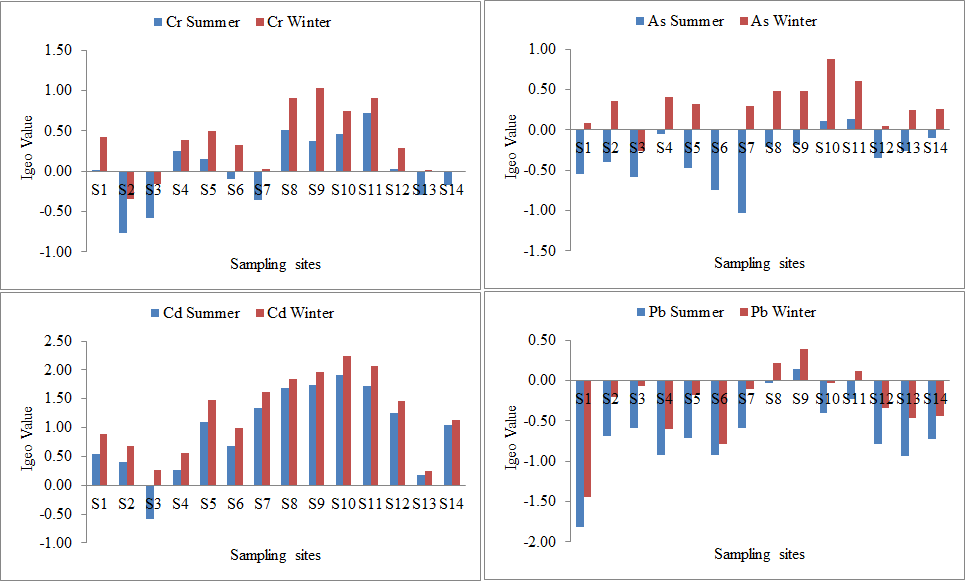 Cr Summer Cr Winter
1.50
1.00
0.50
0.00
-0.50
-1.00
Igeo Value
S1 S2 S3 S4 S5 S6 S7 S8 S9 S10 S11 S12 S13 S14
Sampling sites
As Summer As Winter
1.00
0.50
0.00
-0.50
-1.00
-1.50
Igeo Value
S1 S2 S3 S4 S5 S6 S7 S8 S9 S10 S11 S12 S13 S14
Sampling sites
Cd Summer Cd Winter
2.50
2.00
1.50
1.00
0.50
0.00
-0.50
-1.00
Igeo Value
S1 S2 S3 S4 S5 S6 S7 S8 S9 S10 S11 S12 S13 S14
Sampling sites
Pb Summer Pb Winter
0.50
0.00
-0.50
-1.00
-1.50
-2.00
Igeo Value
S1 S2 S3 S4 S5 S6 S7 S8 S9 S10 S11 S12 S13 S14
Sampling sites